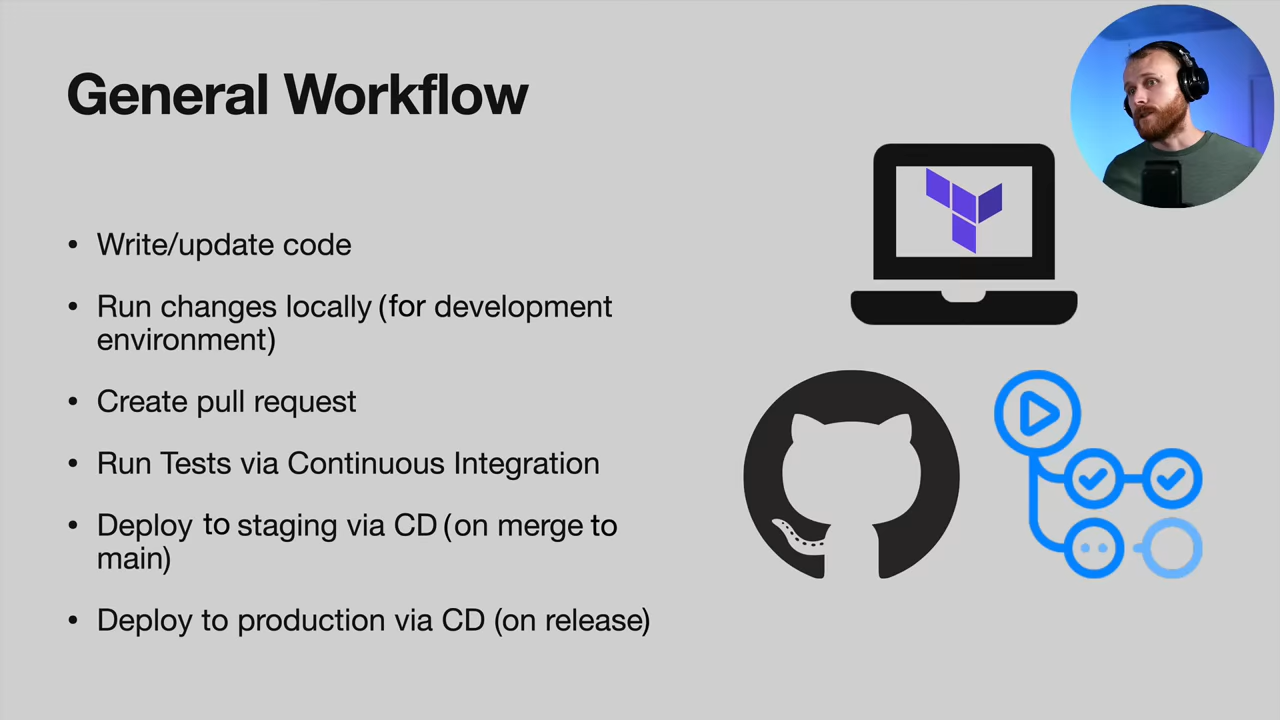 General Workflow
• Write/update code
• Run changes locally (for development
environment)
• Create pull request
• Run Tests via Continuous Integration
• Deploy to staging via CD (on merge to
main)
• Deploy to production via CD (on release)